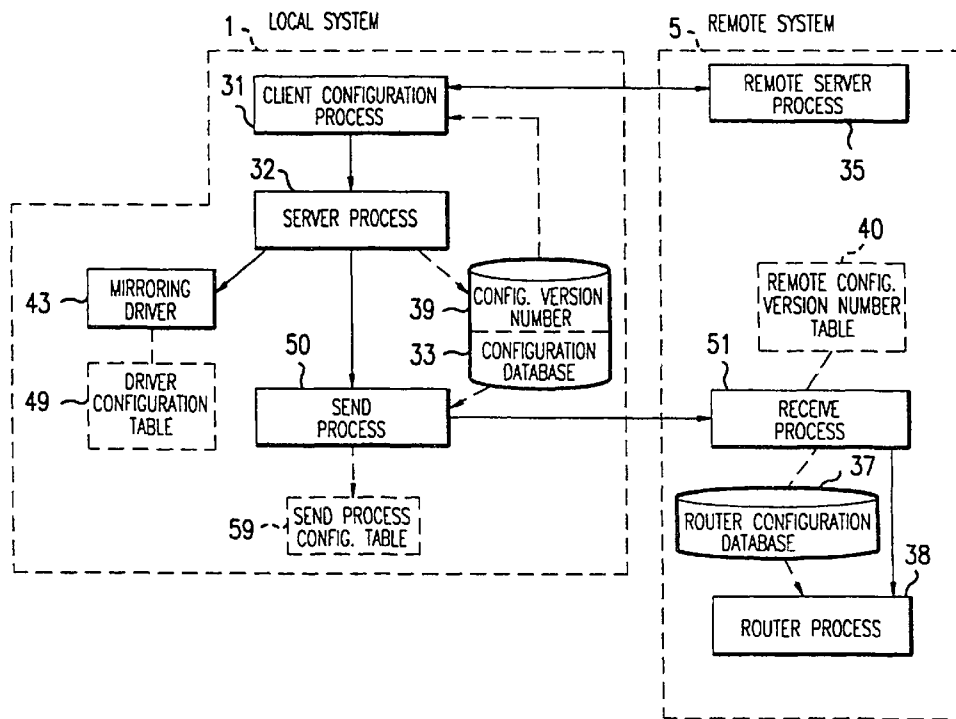 LOCAL SYSTEM
1
CLIENT CONFIGURATION
PROCESS
31
32
SERVER PROCESS
43
MIRRORING
DRIVER
49
DRIVER
CONFIGURATION
TABLE
39
CONFIG. VERSION
NUMBER
33
CONFIGURATION
DATABASE
50
SEND
PROCESS
59
SEND PROCESS
CONFIG. TABLE
REMOTE SYSTEM
5
REMOTE SERVER
PROCESS
35
40
REMOTE CONFIG.
VERSION NUMBER
TABLE
51
RECEIVE
PROCESS
37
ROUTER CONFIGURATION
DATABASE
38
ROUTER PROCESS